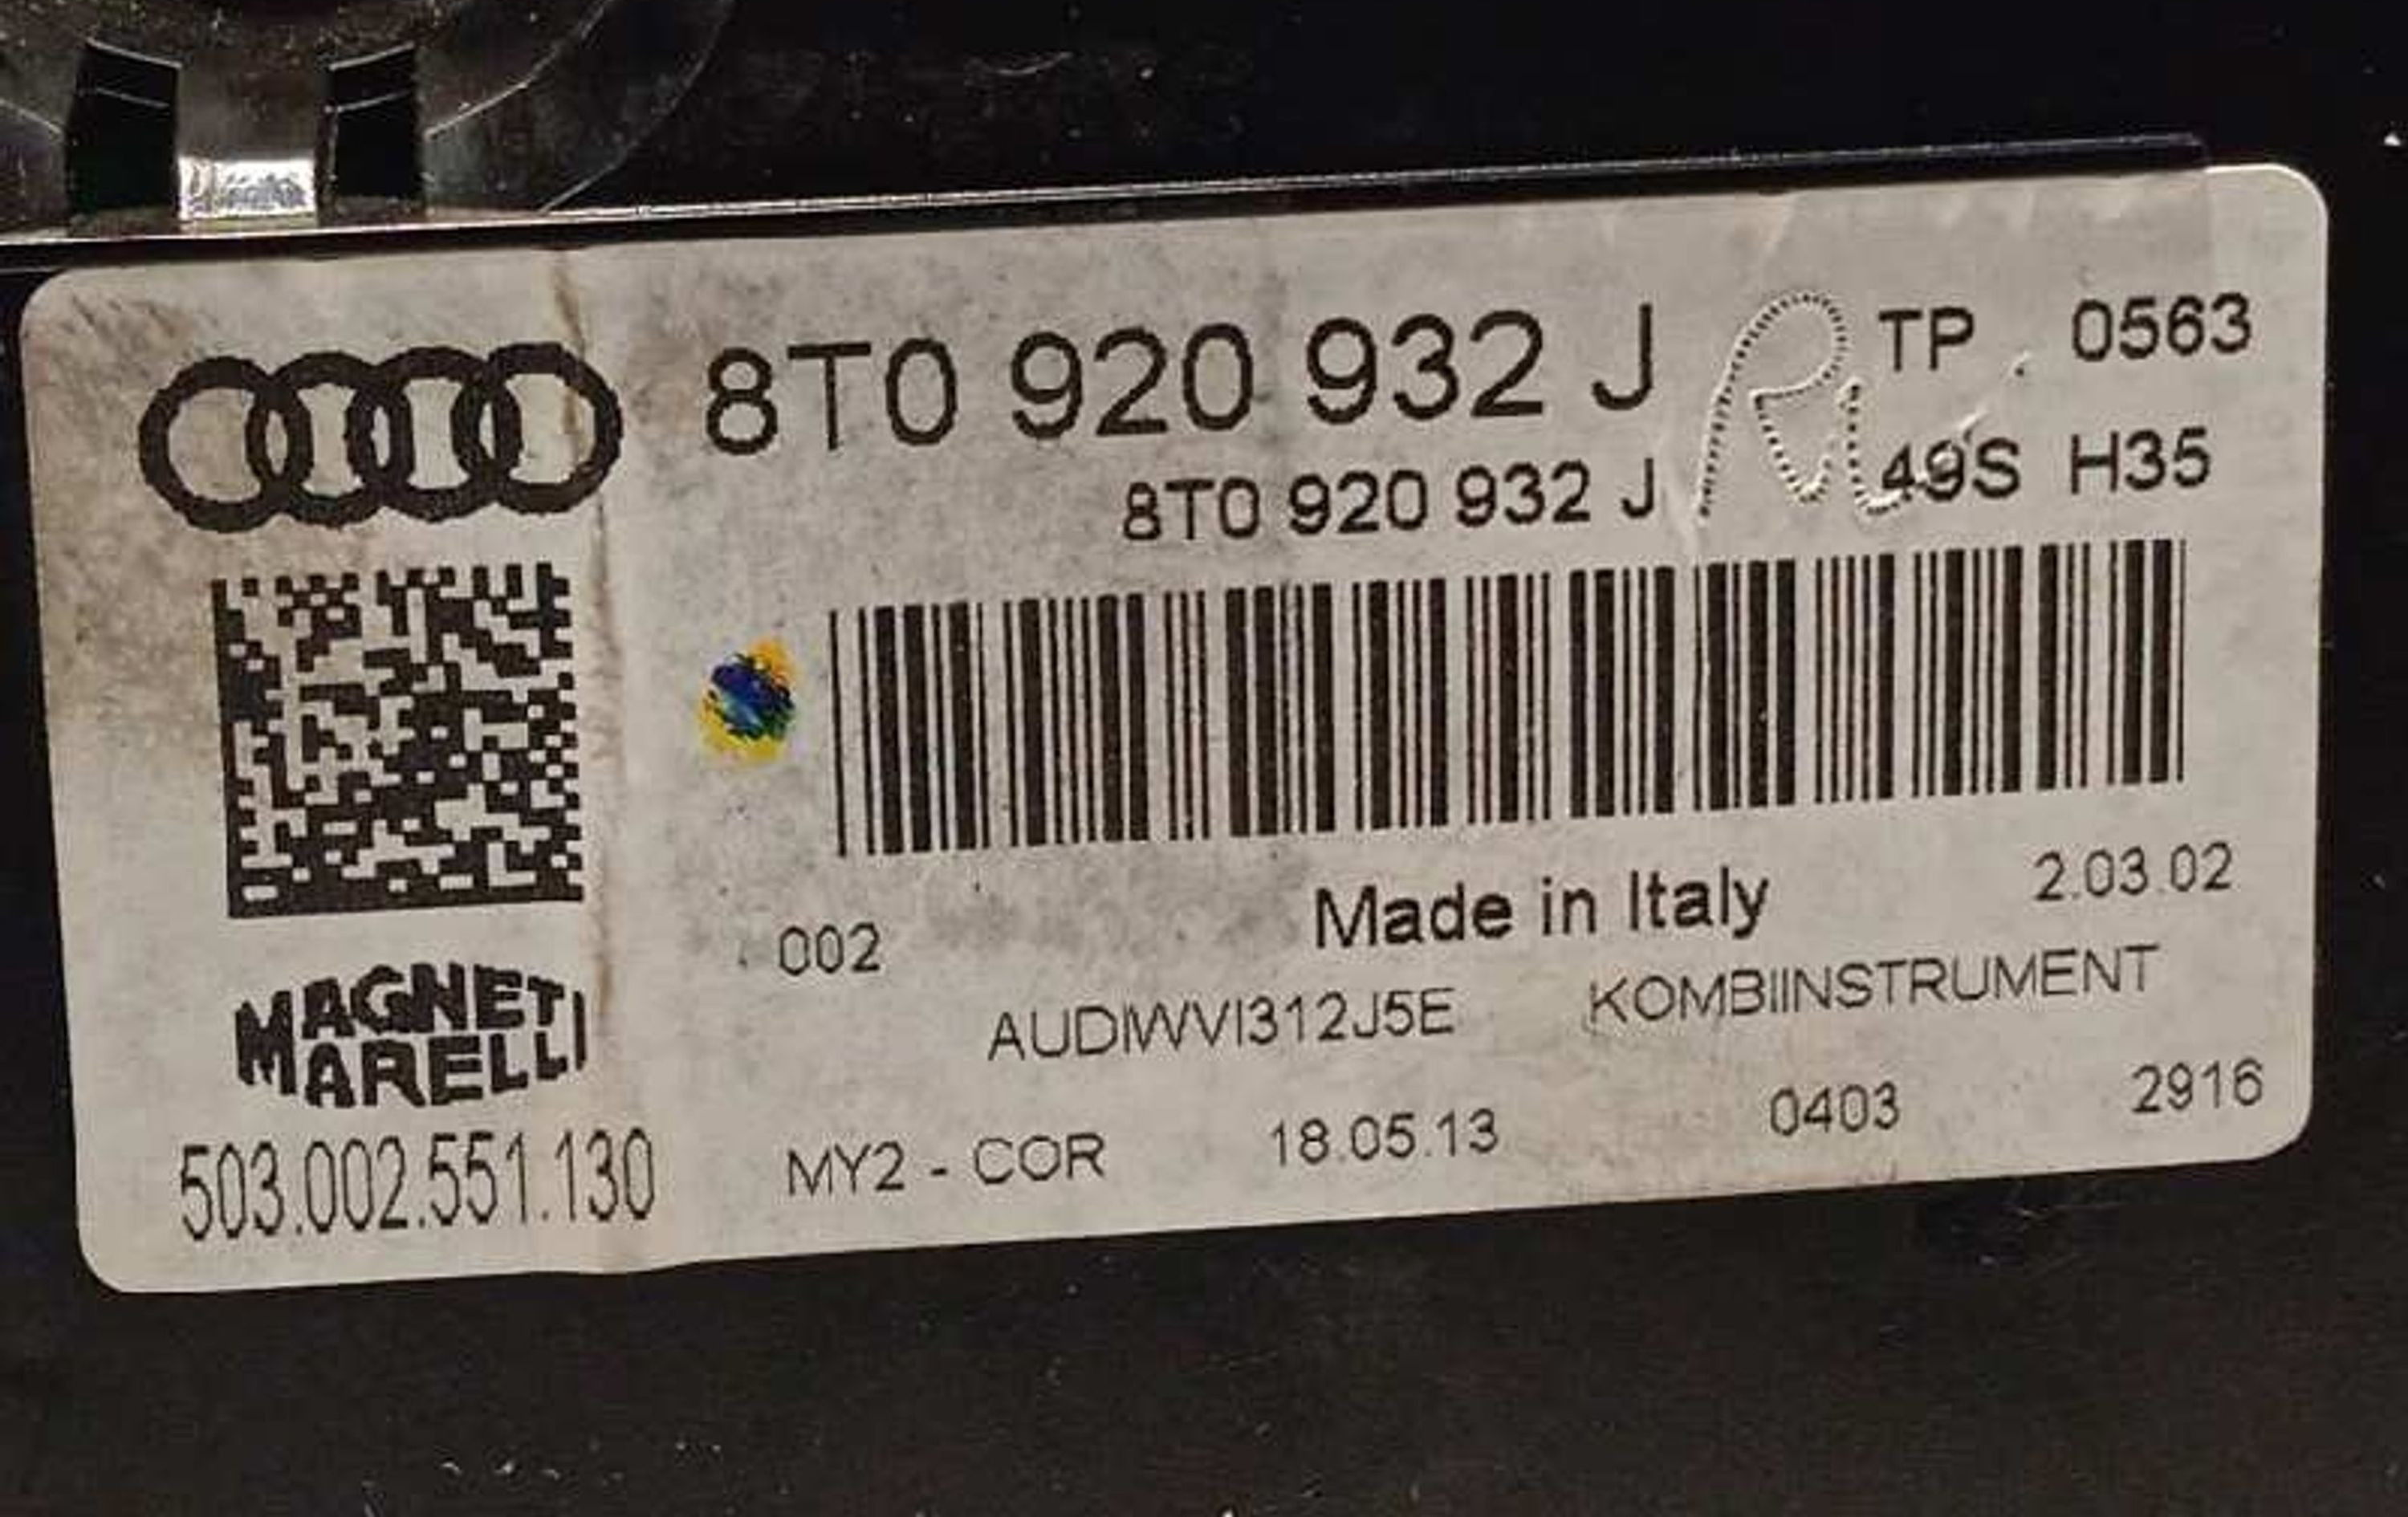 8T0 920 932 J TP 0563
8T0 920 932 J 49S H35
Made in Italy 2.03.02
002
AUDIWVI312J5E KOMBIINSTRUMENT
MY2 - COR 18.05.13 0403 2916
MAGNETI
MARELLI
503.002.551.130